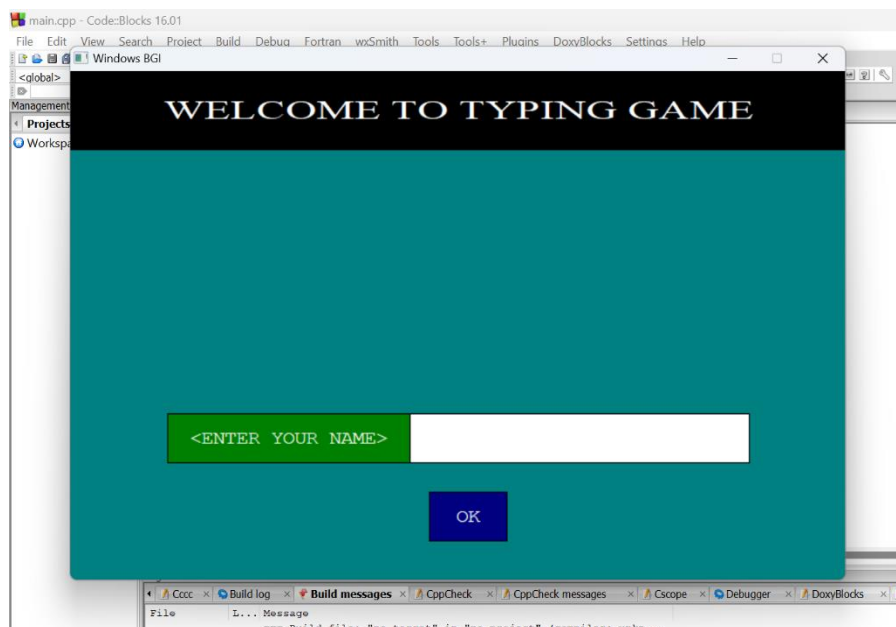 main.cpp - Code::Blocks 16.01
File Edit View Search Project Build Debug Fortran wxSmith Tools Tools+ Plugins DoxyBlocks Settings Help
Windows BGI
<global>
Management
Projects
Workspa
WELCOME TO TYPING GAME
<ENTER YOUR NAME>
OK
Cccc Build log Build messages CppCheck CppCheck messages Cscope Debugger DoxyBlocks
File L... Message